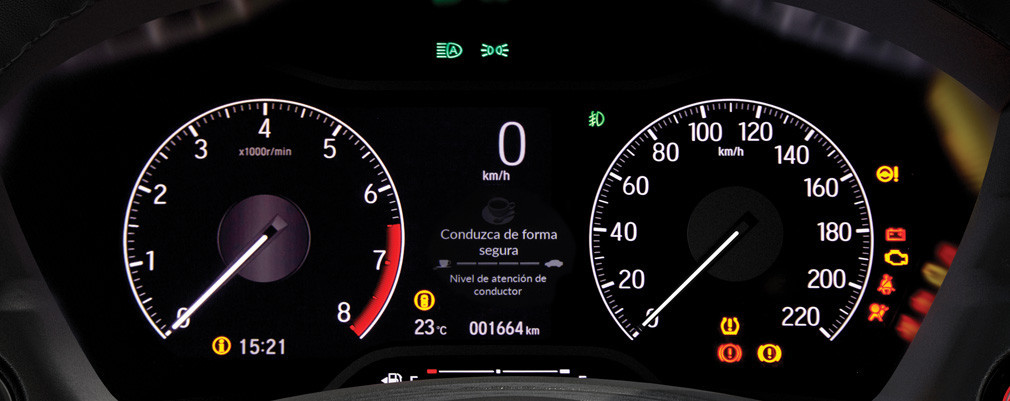 A
0
km/h
Conduzca de forma
segura
Nivel de atención de
conductor
23°C 001664 km
0
1
2
3
4
5
6
7
8
x1000r/min
i 15:21
0
20
40
60
80
100
120
140
160
180
200
220
km/h